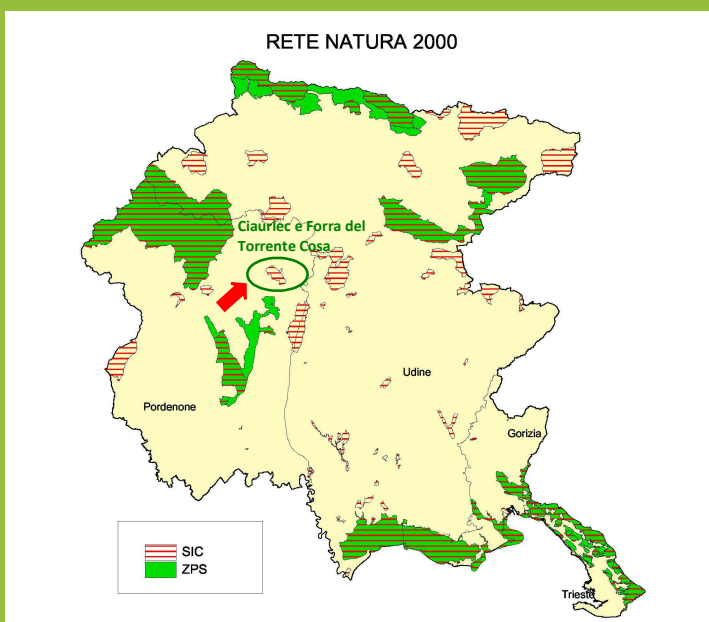 RETE NATURA 2000
Ciaurlec e Forra del
Torrente Cosa
Udine
Pordenone
Gorizia
SIC
ZPS
Trieste